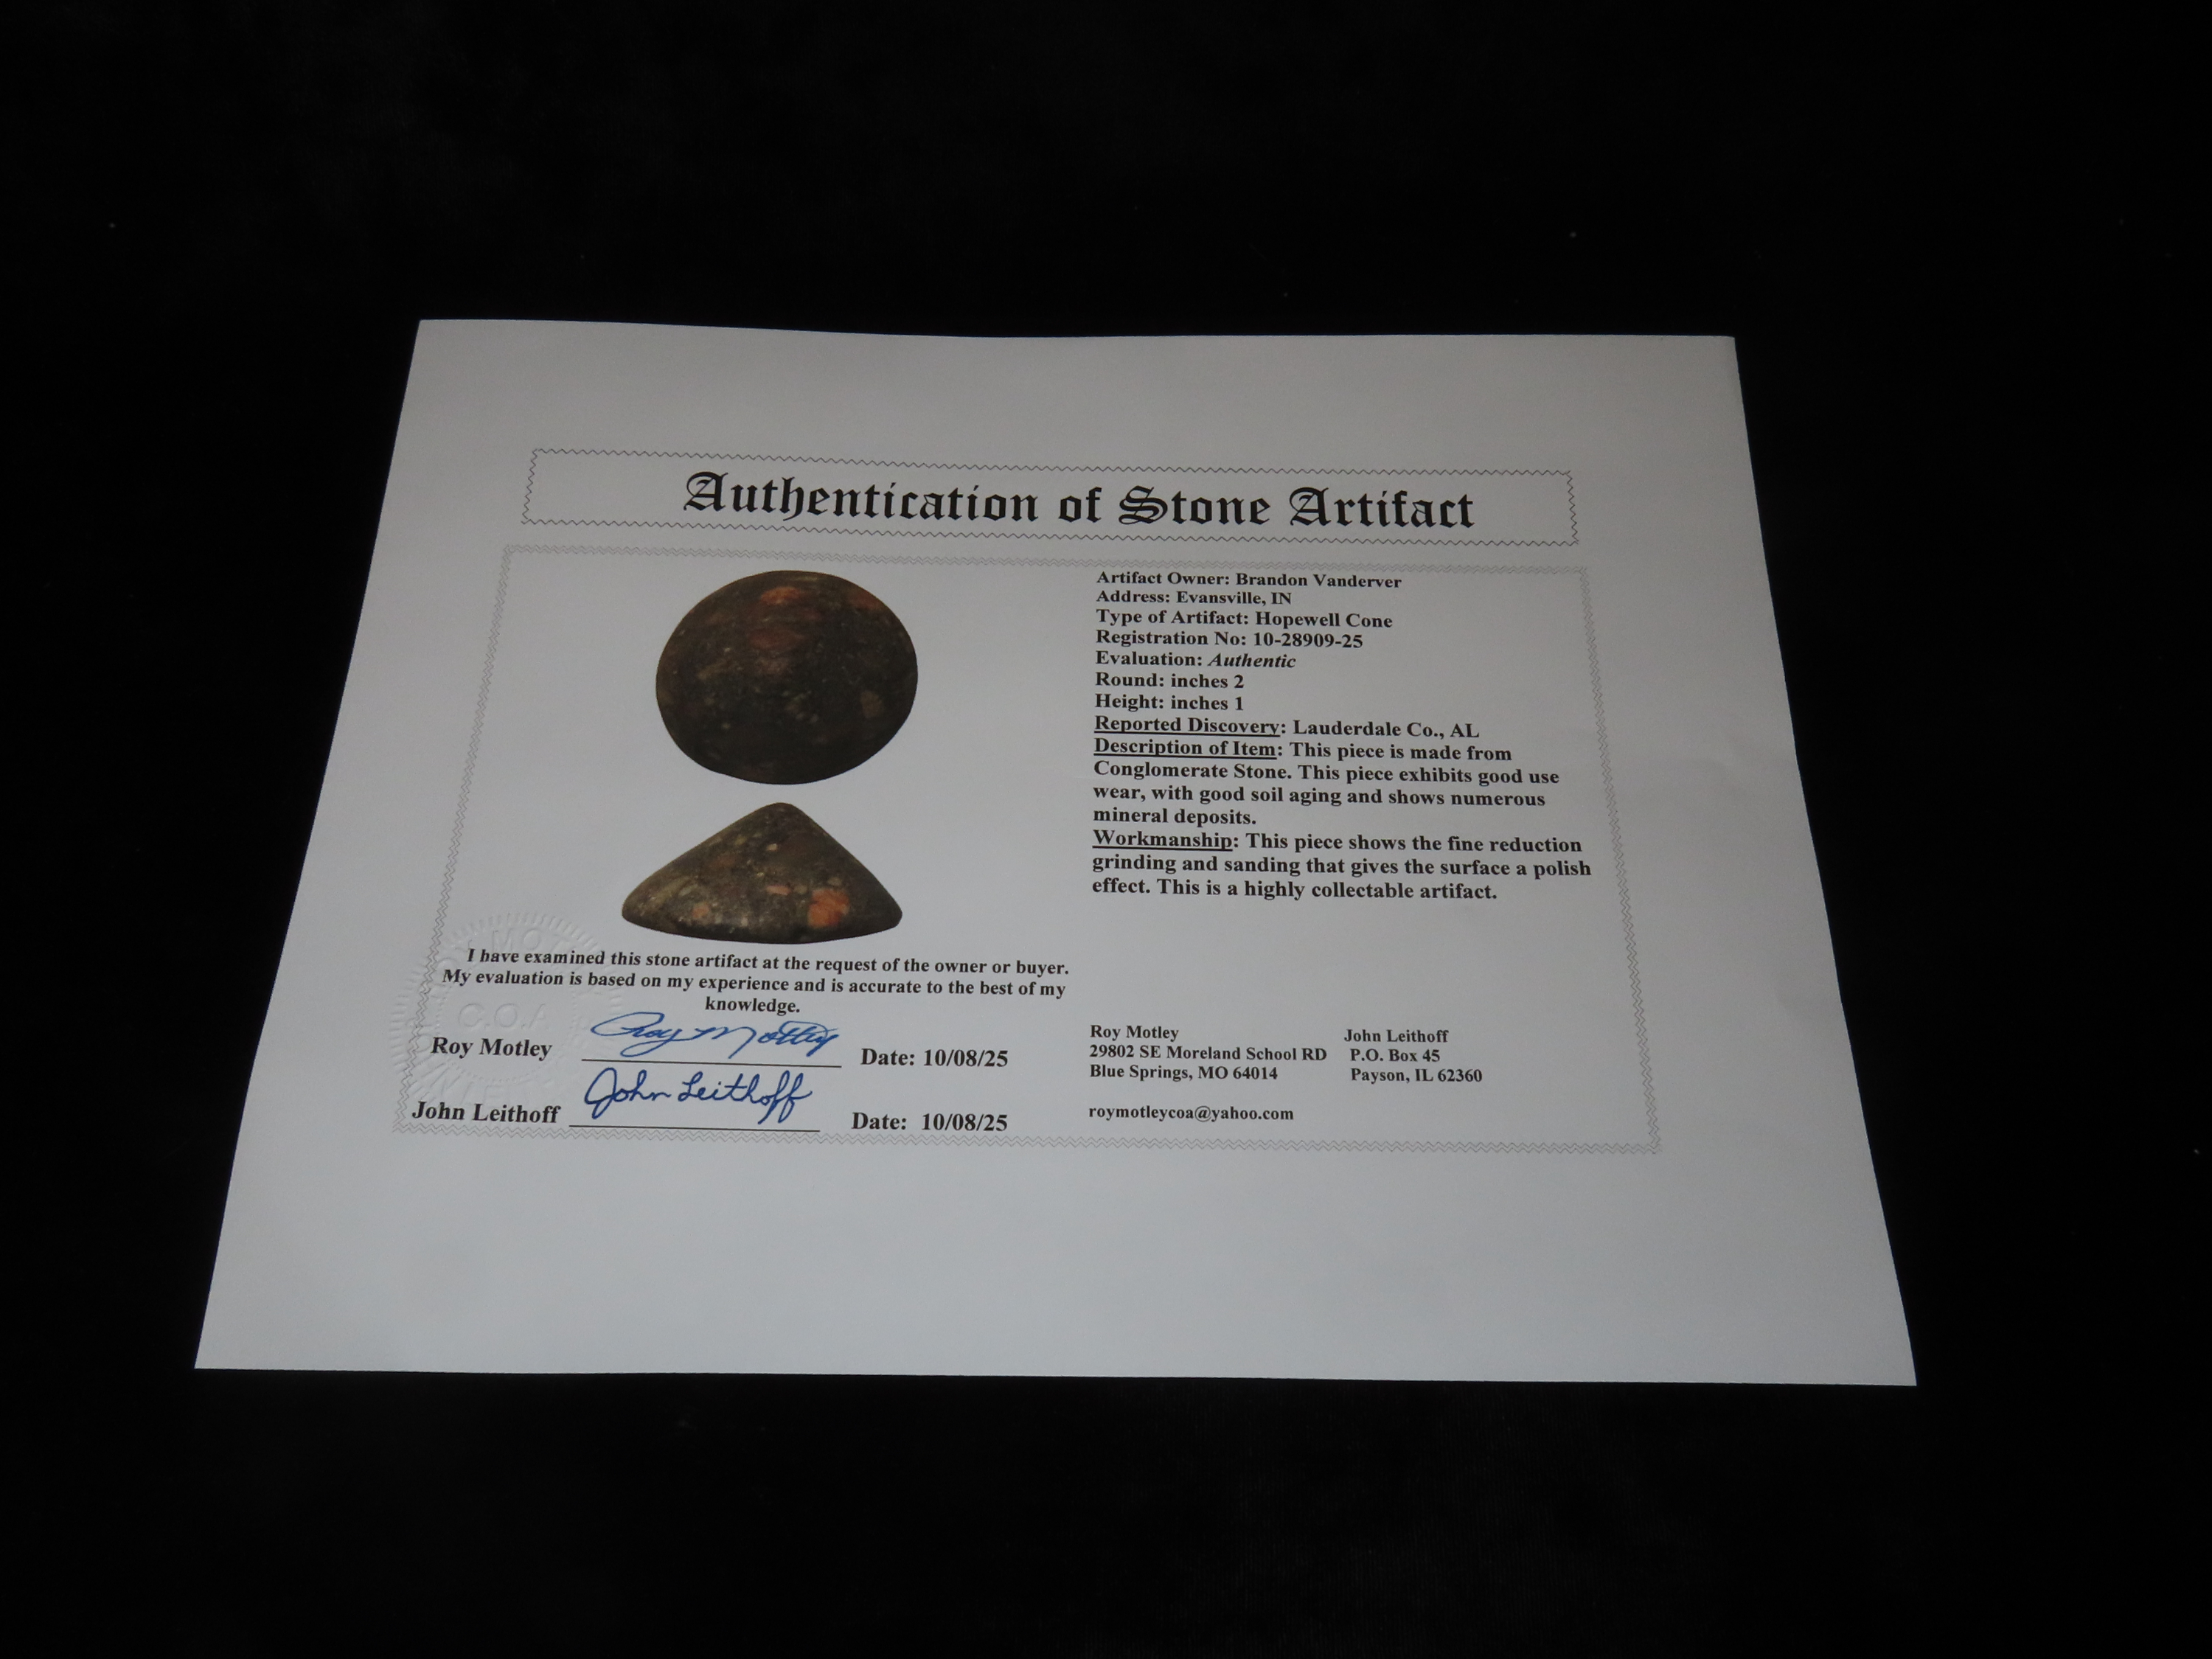 Authentication of Stone Artifact
Artifact Owner: Brandon Vanderver
Address: Evansville, IN
Type of Artifact: Hopewell Cone
Registration No: 10-28909-25
Evaluation: Authentic
Round: inches 2
Height: inches 1
Reported Discovery: Lauderdale Co., AL
Description of Item: This piece is made from
Conglomerate Stone. This piece exhibits good use
wear, with good soil aging and shows numerous
mineral deposits.
Workmanship: This piece shows the fine reduction
grinding and sanding that gives the surface a polish
effect. This is a highly collectable artifact.
I have examined this stone artifact at the request of the owner or buyer.
My evaluation is based on my experience and is accurate to the best of my
knowledge.
C.O.A
Roy Motley Roy Motley Date: 10/08/25
John Leithoff John Leithoff Date: 10/08/25
Roy Motley
29802 SE Moreland School RD
Blue Springs, MO 64014
roymotleycoa@yahoo.com
John Leithoff
P.O. Box 45
Payson, IL 62360